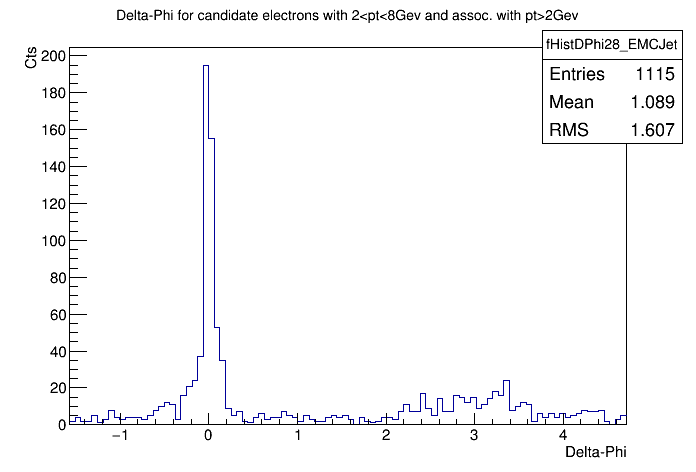 Delta-Phi for candidate electrons with 2<pt<8Gev and assoc. with pt>2Gev
fHistDPhi28_EMCJet
Entries 1115
Mean 1.089
RMS 1.607
Cts
200
180
160
140
120
100
80
60
40
20
0
−1 0 1 2 3 4
Delta-Phi